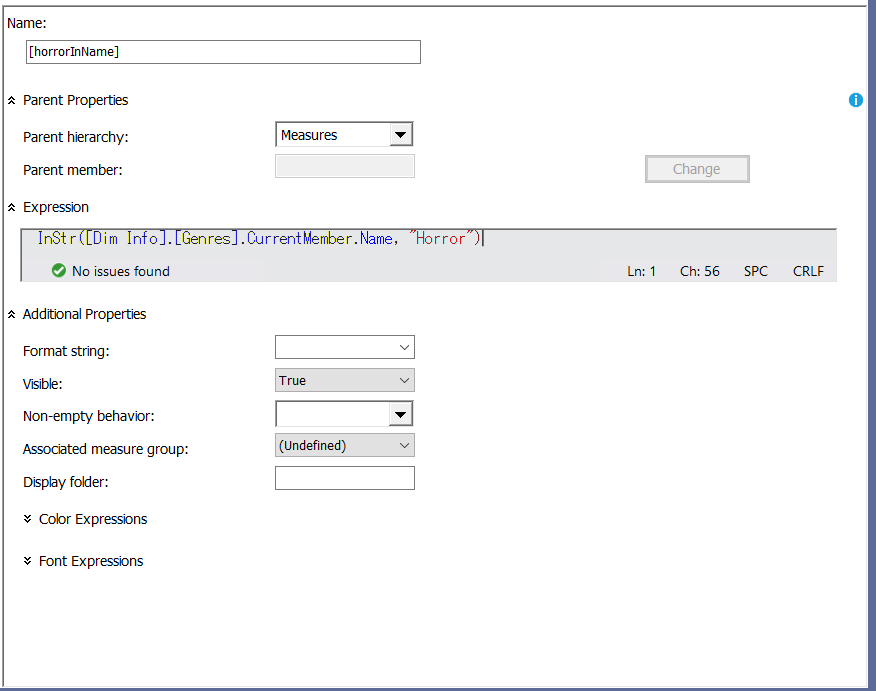 Name:
[horrorInName]
Parent Properties
Parent hierarchy: Measures
Parent member: Change
Expression
InStr([Dim Info].[Genres].CurrentMember.Name, "Horror")
No issues found Ln: 1 Ch: 56 SPC CRLF
Additional Properties
Format string:
Visible: True
Non-empty behavior:
Associated measure group: (Undefined)
Display folder:
Color Expressions
Font Expressions